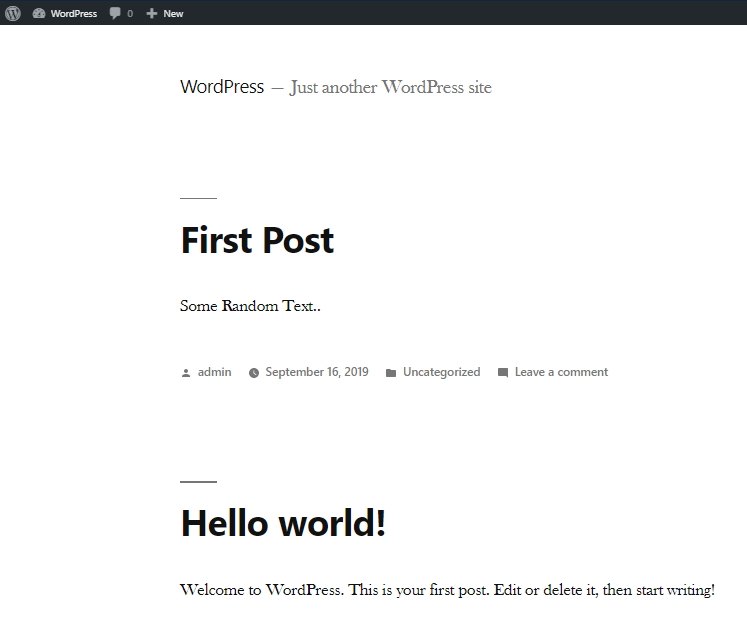 WordPress 0 New
WordPress — Just another WordPress site
First Post
Some Random Text..
admin September 16, 2019 Uncategorized Leave a comment
Hello world!
Welcome to WordPress. This is your first post. Edit or delete it, then start writing!